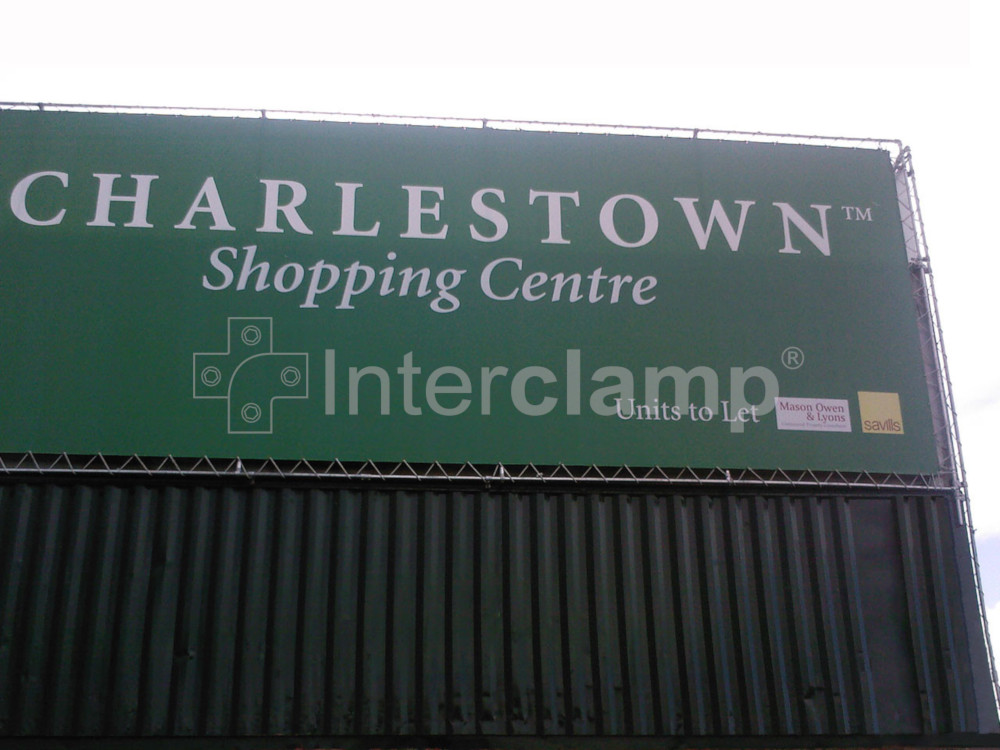 CHARLESTOWN™
Shopping Centre
Interclamp®
Units to Let
Mason Owen
& Lyons
savills